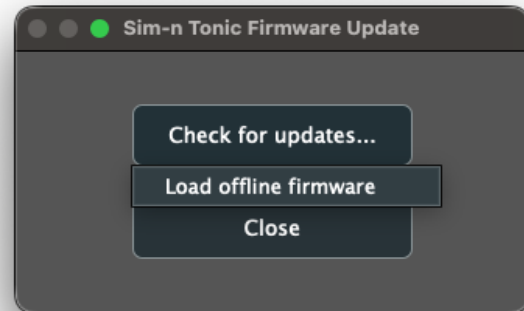 Sim-n Tonic Firmware Update
Check for updates...
Load offline firmware
Close